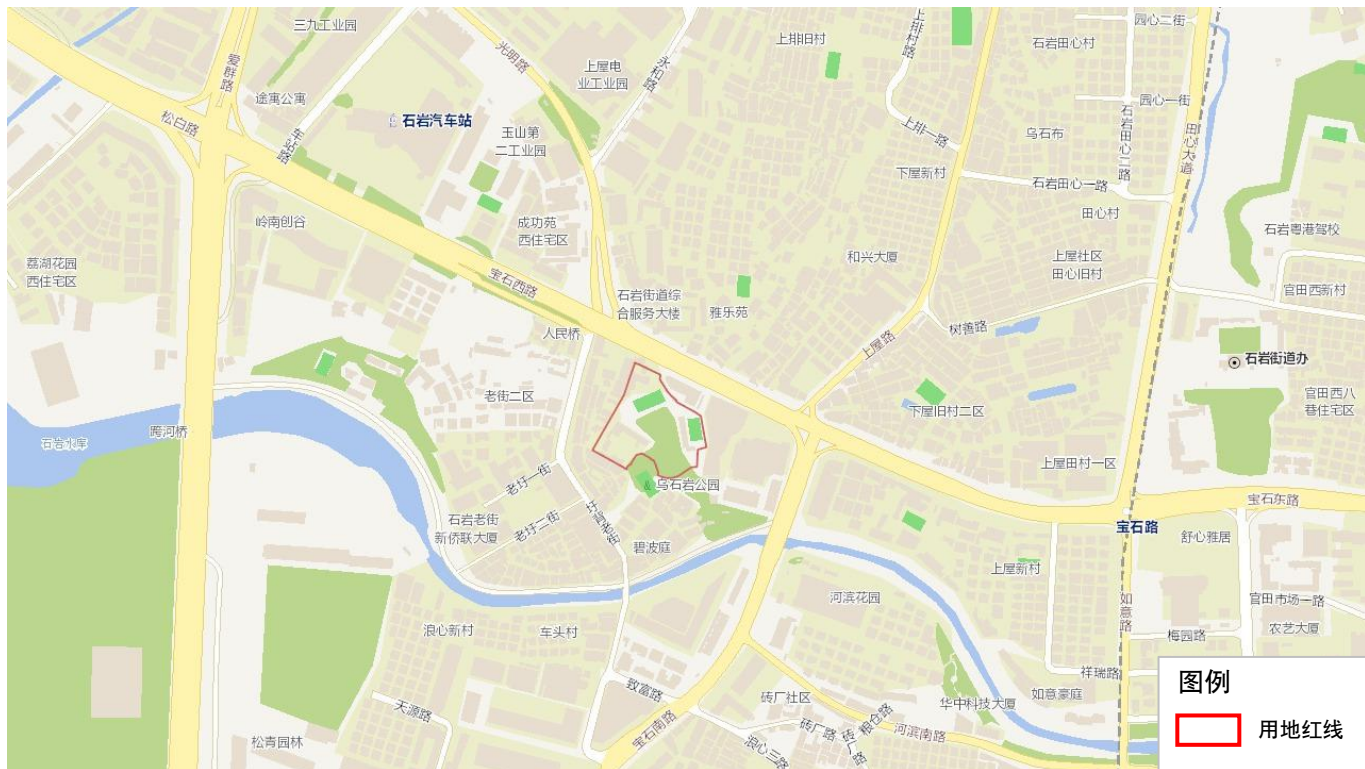 三九工业园
爱群路
途寓公寓
松白路
车站路
石岩汽车站
光明路
上屋电
业工业园
永和路
玉山第
二工业园
上排旧村
上排村路
石岩田心村
园心二街
园心一街
乌石布
石岩田心二路
田心大道
上排一路
下屋新村
石岩田心一路
田心村
石岩粤港驾校
岭南创谷
成功苑
西住宅区
荔湖花园
西住宅区
宝石西路
石岩街道综
合服务大楼
雅乐苑
和兴大厦
上屋社区
田心旧村
官田西新村
人民桥
上屋路
树善路
石岩街道办
老街二区
下屋旧村二区
官田西八
巷住宅区
石岩水库
跨河桥
老圩一街
乌石岩公园
上屋田村一区
宝石东路
石岩老街
新侨联大厦
老圩二街
圩背老街
碧波庭
宝石路
舒心雅居
上屋新村
河滨花园
如意路
官田市场一路
农艺大厦
浪心新村
车头村
梅园路
祥瑞路
致富路
砖厂社区
华中科技大厦
如意豪庭
天源路
宝石南路
砖厂路
砖厂路
粮仓路
河滨南路
松青园林
浪心三路
图例
用地红线